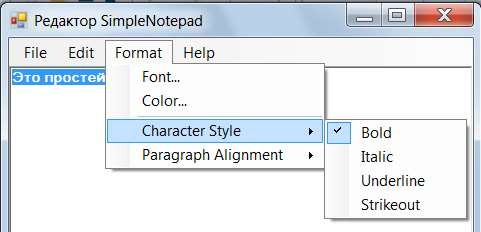 Редактор SimpleNotepad
File Edit Format Help
Это простей
Font...
Color...
Character Style
Paragraph Alignment
Bold
Italic
Underline
Strikeout